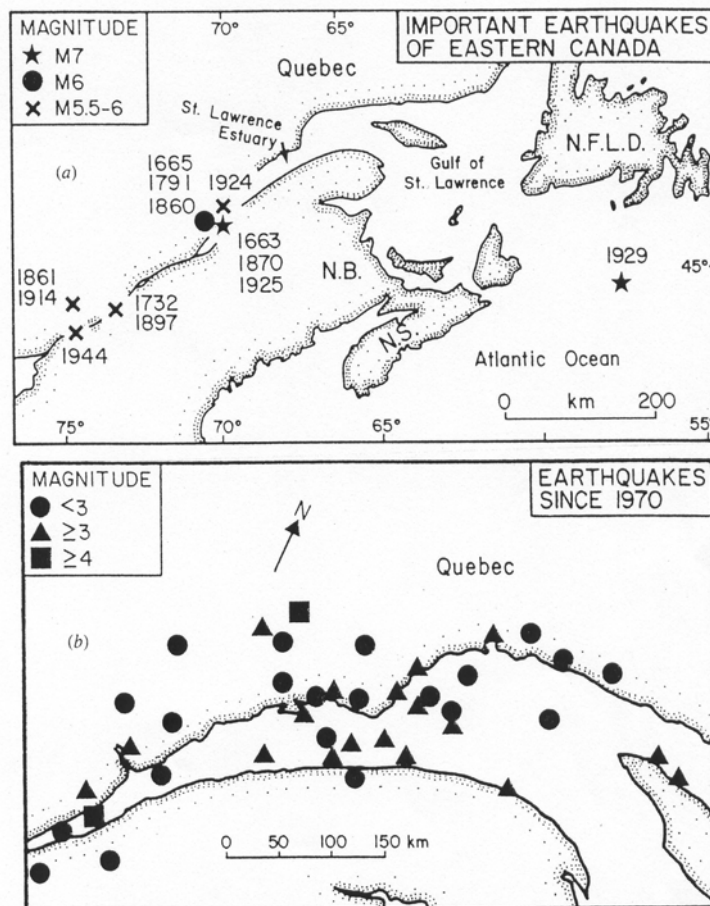 MAGNITUDE
★ M7
● M6
× M5.5-6
70°
65°
IMPORTANT EARTHQUAKES
OF EASTERN CANADA
Quebec
St. Lawrence
Estuary
N.F.L.D.
(a)
Gulf of
St. Lawrence
1665
1791
1860
1924
1663
1870
1925
N.B.
1929
45°
1861
1914
1732
1897
1944
N.S.
Atlantic Ocean
0 km 200
75°
70°
65°
55°
MAGNITUDE
● <3
▲ ≥3
■ ≥4
EARTHQUAKES
SINCE 1970
N
Quebec
(b)
0 50 100 150 km